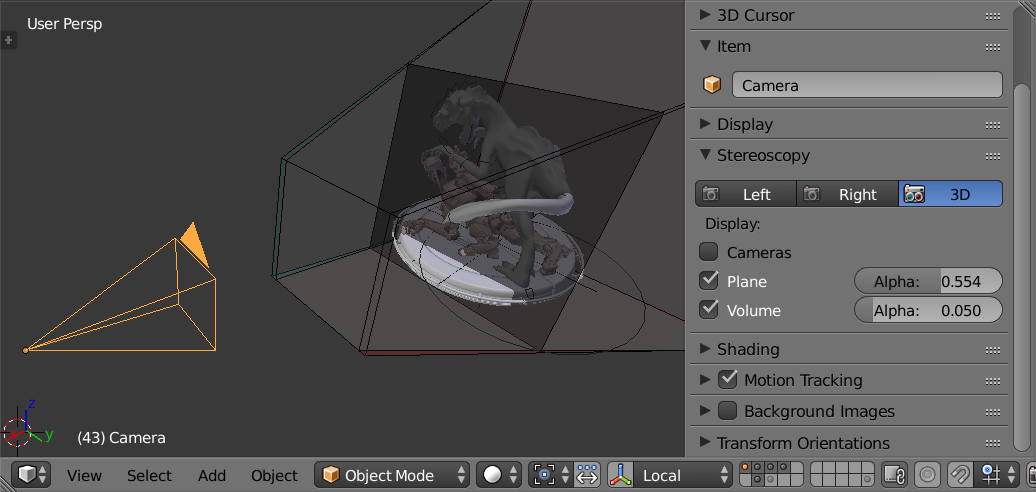 User Persp
3D Cursor
Item
Camera
Display
Stereoscopy
Left Right 3D
Display:
Cameras
Plane Alpha: 0.554
Volume Alpha: 0.050
Shading
Motion Tracking
Background Images
Transform Orientations
z
y
(43) Camera
View Select Add Object Object Mode Local